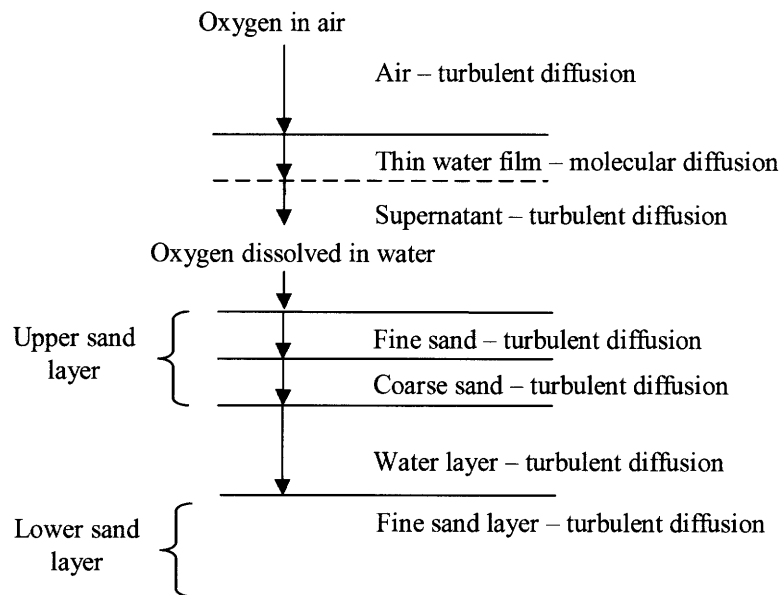 Oxygen in air
Air – turbulent diffusion
Thin water film – molecular diffusion
Supernatant – turbulent diffusion
Oxygen dissolved in water
Upper sand
layer
Fine sand – turbulent diffusion
Coarse sand – turbulent diffusion
Water layer – turbulent diffusion
Lower sand
layer
Fine sand layer – turbulent diffusion